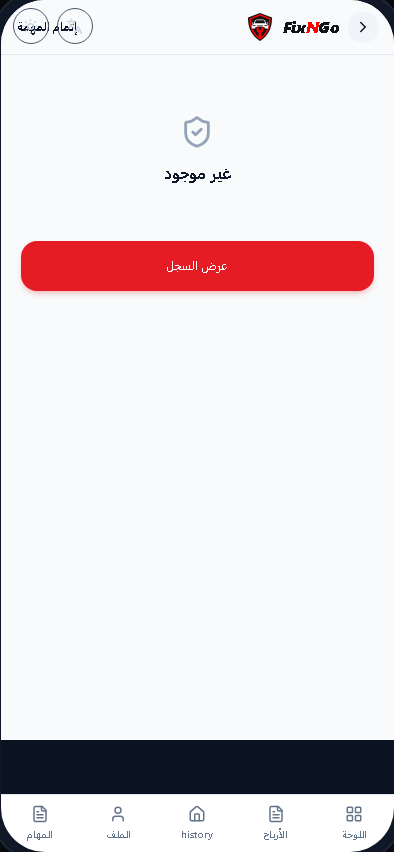 FixNGo
إتمام المهمة
غير موجود
عرض السجل
اللوحة
الأرباح
history
الملف
المهام